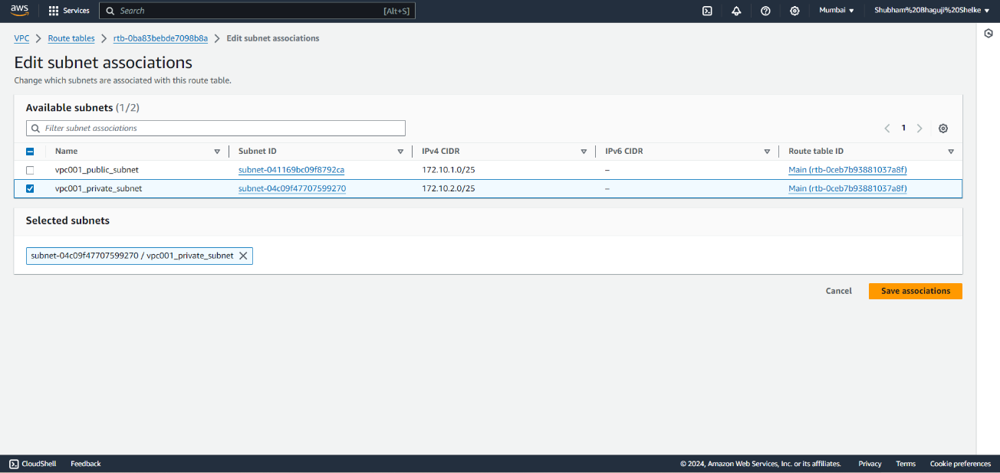 aws Services Search [Alt+S] Mumbai Shubham%20Bhaguji%20Shelke
VPC Route tables rtb-0ba83bebde7098b8a Edit subnet associations
Edit subnet associations
Change which subnets are associated with this route table.
Available subnets (1/2)
Filter subnet associations
1
Name Subnet ID IPv4 CIDR IPv6 CIDR Route table ID
vpc001_public_subnet subnet-041169bc09f8792ca 172.10.1.0/25 – Main (rtb-0ceb7b93881037a8f)
vpc001_private_subnet subnet-04c09f47707599270 172.10.2.0/25 – Main (rtb-0ceb7b93881037a8f)
Selected subnets
subnet-04c09f47707599270 / vpc001_private_subnet
Cancel Save associations
CloudShell Feedback © 2024, Amazon Web Services, Inc. or its affiliates. Privacy Terms Cookie preferences